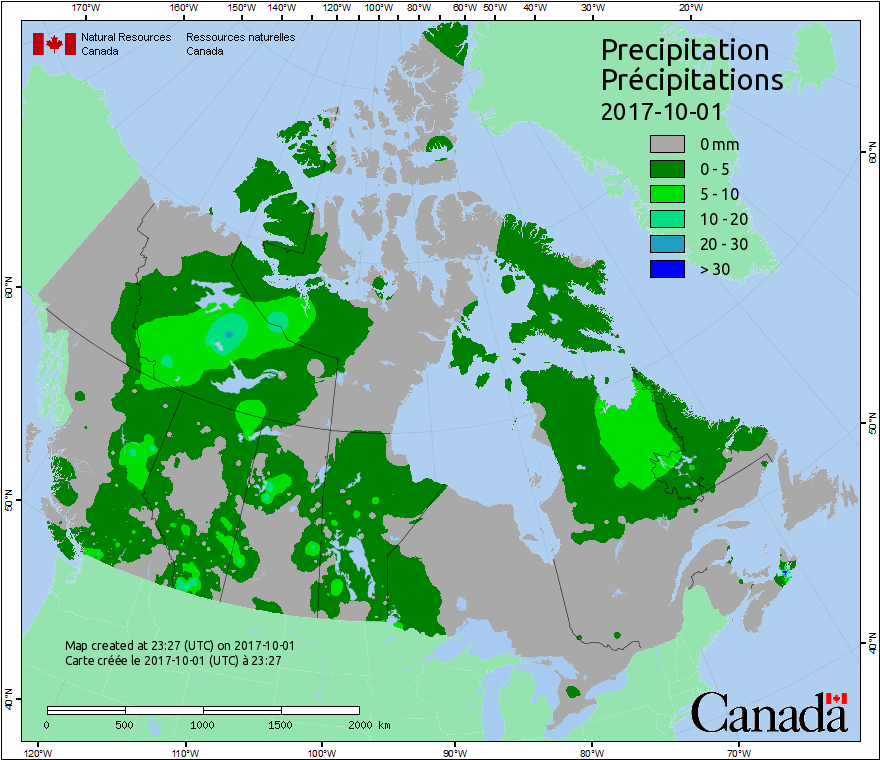 170°W 160°W 150°W 140°W 120°W 100°W 80°W 60°W 50°W 40°W 30°W 20°W
Natural Resources Ressources naturelles
Canada Canada
Precipitation
Précipitations
2017-10-01
0 mm
0 - 5
5 - 10
10 - 20
20 - 30
> 30
60°N
60°N
50°N
50°N
40°N
40°N
Map created at 23:27 (UTC) on 2017-10-01
Carte créée le 2017-10-01 (UTC) à 23:27
0 500 1000 1500 2000 km
Canada
120°W 110°W 100°W 90°W 80°W 70°W